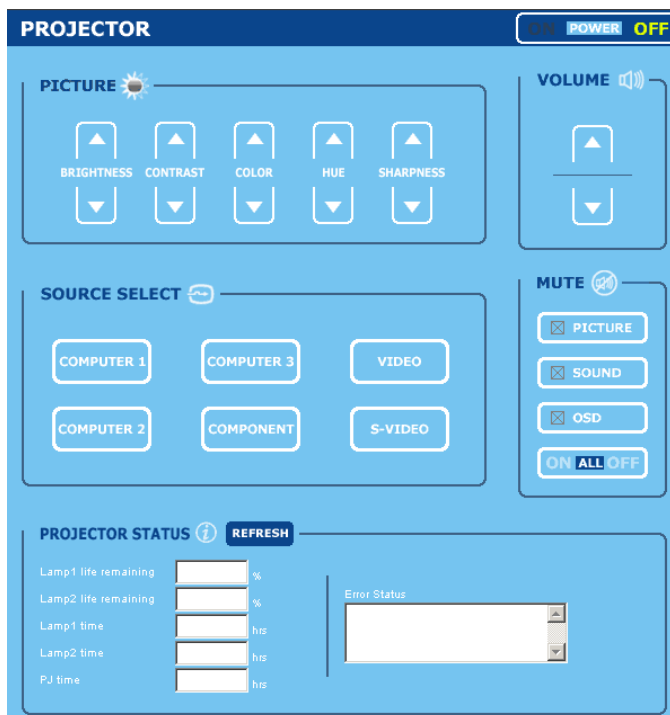 PROJECTOR
ON POWER OFF
PICTURE
BRIGHTNESS CONTRAST COLOR HUE SHARPNESS
VOLUME
SOURCE SELECT
COMPUTER 1 COMPUTER 3 VIDEO
COMPUTER 2 COMPONENT S-VIDEO
MUTE
PICTURE
SOUND
OSD
ON ALL OFF
PROJECTOR STATUS i REFRESH
Lamp1 life remaining %
Lamp2 life remaining %
Lamp1 time hrs
Lamp2 time hrs
PJ time hrs
Error Status